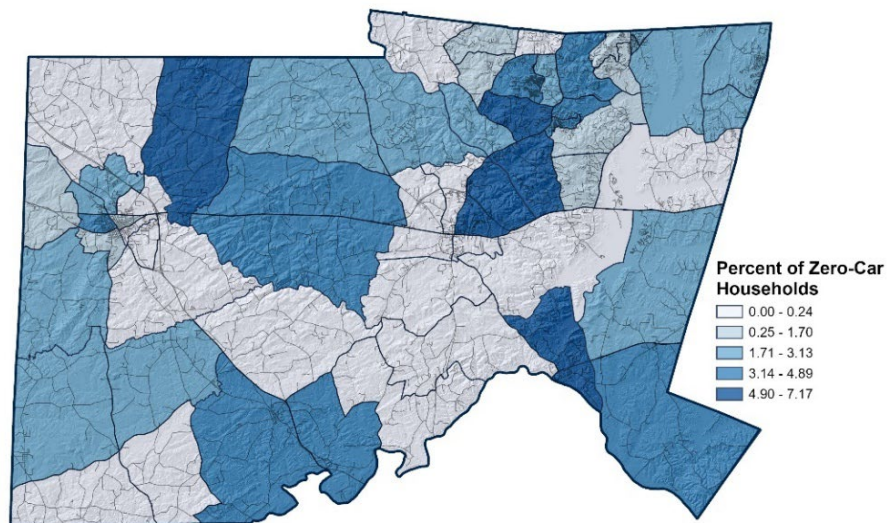 Percent of Zero-Car
Households
0.00 - 0.24
0.25 - 1.70
1.71 - 3.13
3.14 - 4.89
4.90 - 7.17